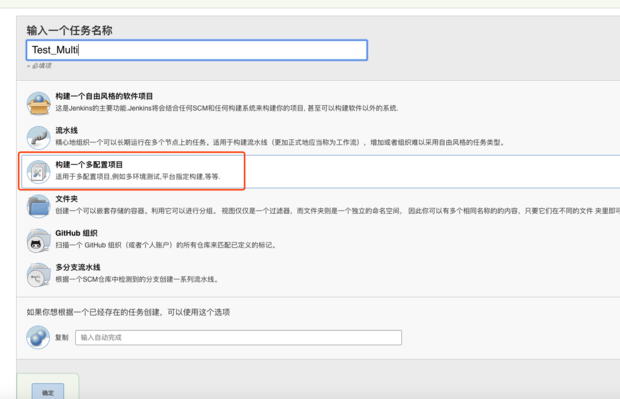 输入一个任务名称
Test_Multi
» 必填项
构建一个自由风格的软件项目
这是Jenkins的主要功能.Jenkins将会结合任何SCM和任何构建系统来构建你的项目, 甚至可以构建软件以外的系统.
流水线
精心地组织一个可以长期运行在多个节点上的任务。适用于构建流水线（更加正式地应当称为工作流），增加或者组织难以采用自由风格的任务类型。
构建一个多配置项目
适用于多配置项目,例如多环境测试,平台指定构建,等等.
文件夹
创建一个可以嵌套存储的容器。利用它可以进行分组。 视图仅仅是一个过滤器，而文件夹则是一个独立的命名空间， 因此你可以有多个相同名称的的内容，只要它们在不同的文件 夹里即可
GitHub 组织
扫描一个 GitHub 组织（或者个人账户）的所有仓库来匹配已定义的标记。
多分支流水线
根据一个SCM仓库中检测到的分支创建一系列流水线。
如果你想根据一个已经存在的任务创建，可以使用这个选项
复制 输入自动完成
确定